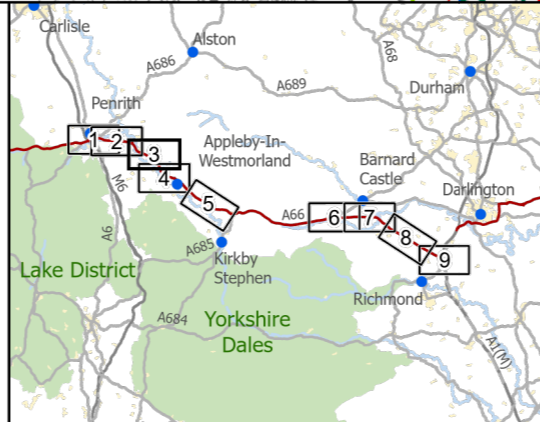 Carlisle
Alston
A68
A686
A689
Durham
Penrith
Appleby-In-
Westmorland
Barnard
Castle
Darlington
1
2
3
4
5
6
7
8
9
M6
A66
A6
A685
Lake District
Kirkby
Stephen
Richmond
A684
Yorkshire
Dales
A1(M)